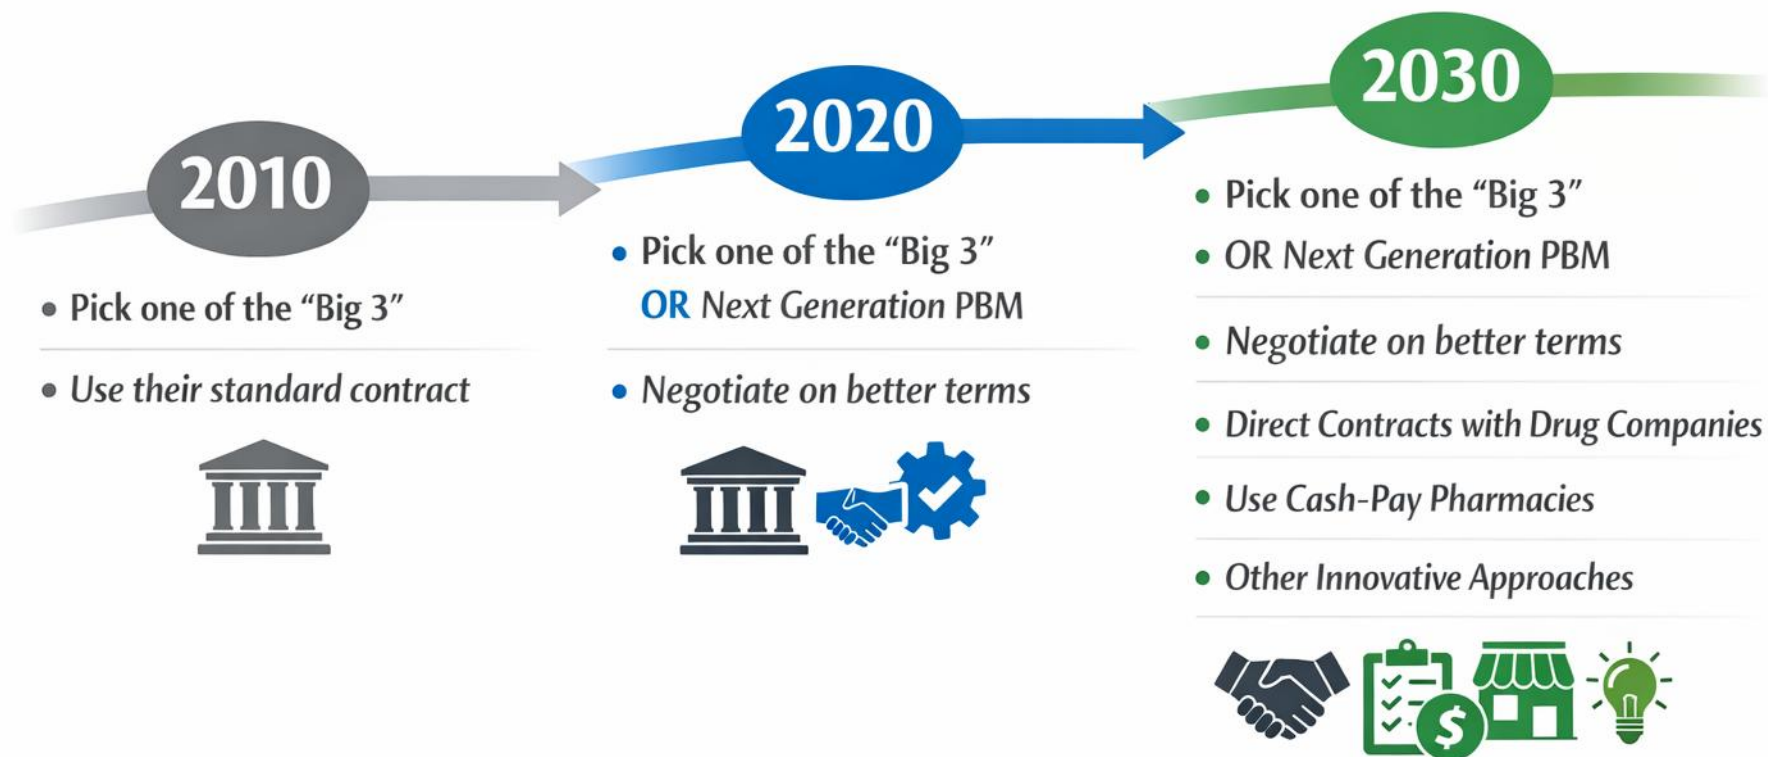 2010
• Pick one of the “Big 3”
• Use their standard contract
2020
• Pick one of the “Big 3”
OR Next Generation PBM
• Negotiate on better terms
2030
• Pick one of the “Big 3”
• OR Next Generation PBM
• Negotiate on better terms
• Direct Contracts with Drug Companies
• Use Cash-Pay Pharmacies
• Other Innovative Approaches
$